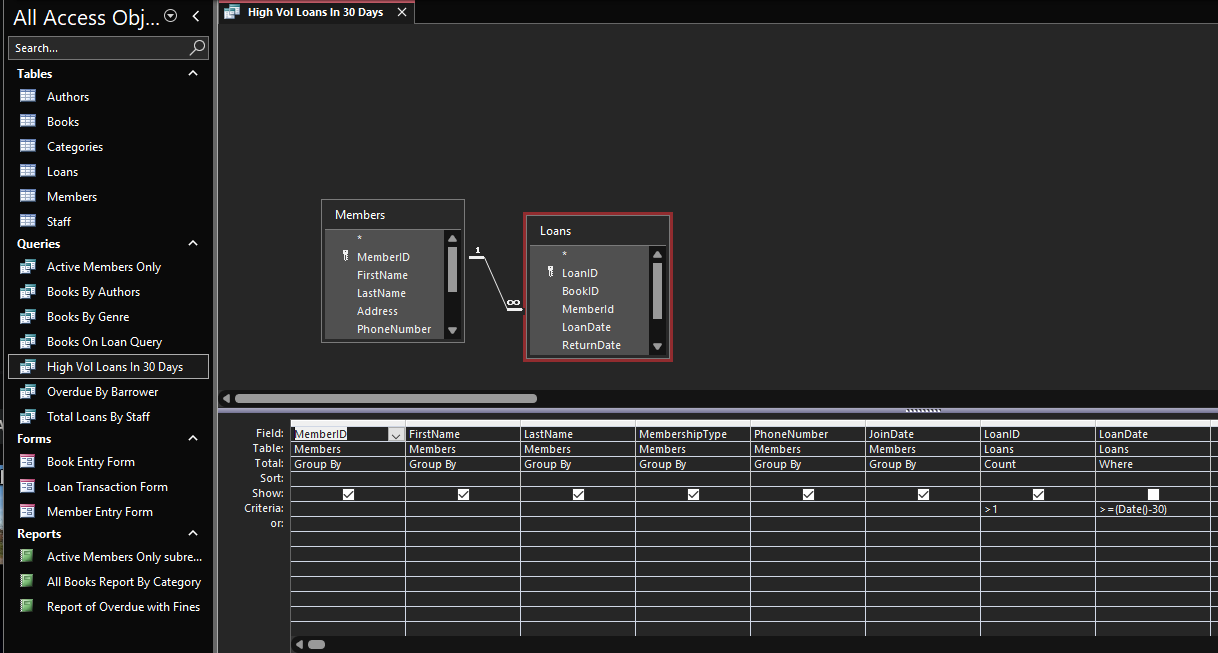 All Access Obj...
Search...
Tables
Authors
Books
Categories
Loans
Members
Staff
Queries
Active Members Only
Books By Authors
Books By Genre
Books On Loan Query
High Vol Loans In 30 Days
Overdue By Barrower
Total Loans By Staff
Forms
Book Entry Form
Loan Transaction Form
Member Entry Form
Reports
Active Members Only subre...
All Books Report By Category
Report of Overdue with Fines
High Vol Loans In 30 Days
Members
*
MemberID
FirstName
LastName
Address
PhoneNumber
1
∞
Loans
*
LoanID
BookID
MemberId
LoanDate
ReturnDate
Field: MemberID FirstName LastName MembershipType PhoneNumber JoinDate LoanID LoanDate
Table: Members Members Members Members Members Members Loans Loans
Total: Group By Group By Group By Group By Group By Group By Count Where
Sort:
Show:
Criteria: >1 >=(Date()-30)
or: